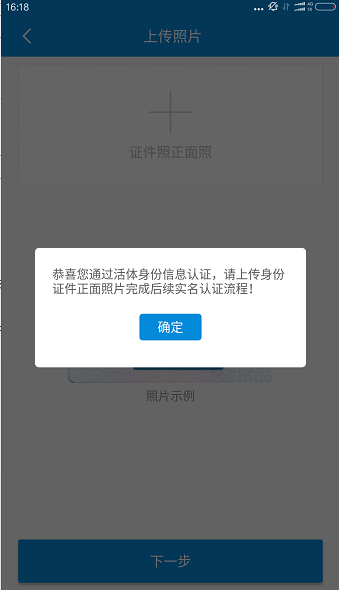 16:18
4G
1X
上传照片
证件照正面照
恭喜您通过活体身份信息认证，请上传身份
证件正面照片完成后续实名认证流程！
确定
照片示例
下一步